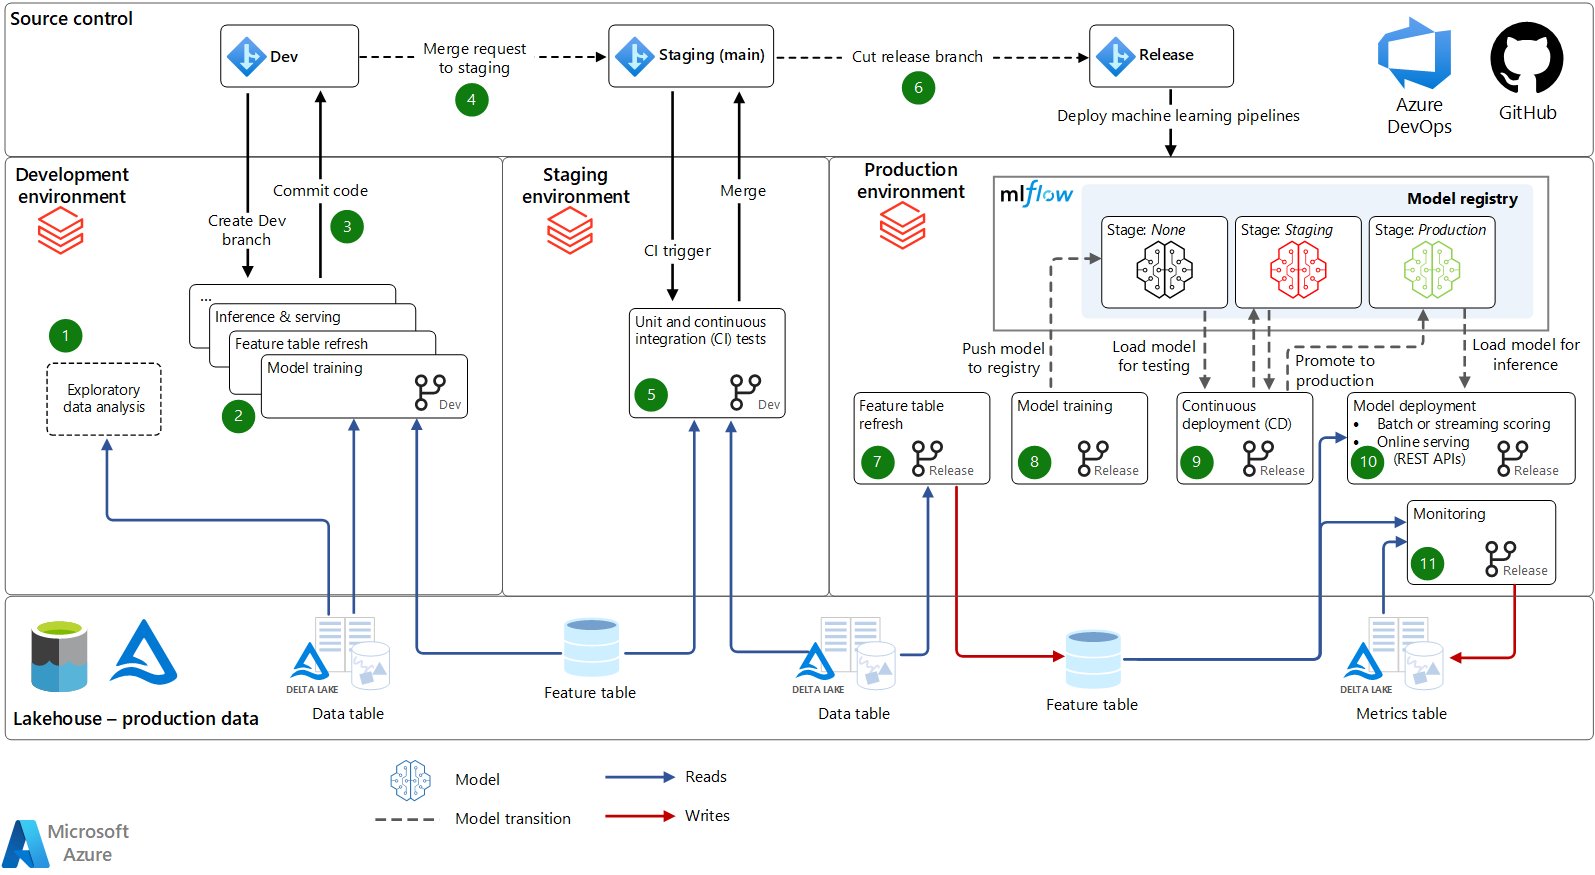 Source control
Dev
Merge request
to staging
4
Staging (main)
Cut release branch
6
Release
Deploy machine learning pipelines
Azure
DevOps
GitHub
Development
environment
Create Dev
branch
Commit code
3
1
Exploratory
data analysis
...
Inference & serving
Feature table refresh
Model training
Dev
2
Staging
environment
CI trigger
Merge
Unit and continuous
integration (CI) tests
5
Dev
Production
environment
mlflow
Model registry
Stage: None
Stage: Staging
Stage: Production
Push model
to registry
Load model
for testing
Promote to
production
Load model for
inference
Feature table
refresh
7
Release
Model training
8
Release
Continuous
deployment (CD)
9
Release
Model deployment
• Batch or streaming scoring
• Online serving
(REST APIs)
10
Release
Monitoring
11
Release
Lakehouse – production data
DELTA LAKE
Data table
Feature table
DELTA LAKE
Data table
Feature table
DELTA LAKE
Metrics table
Model
Model transition
Reads
Writes
Microsoft
Azure